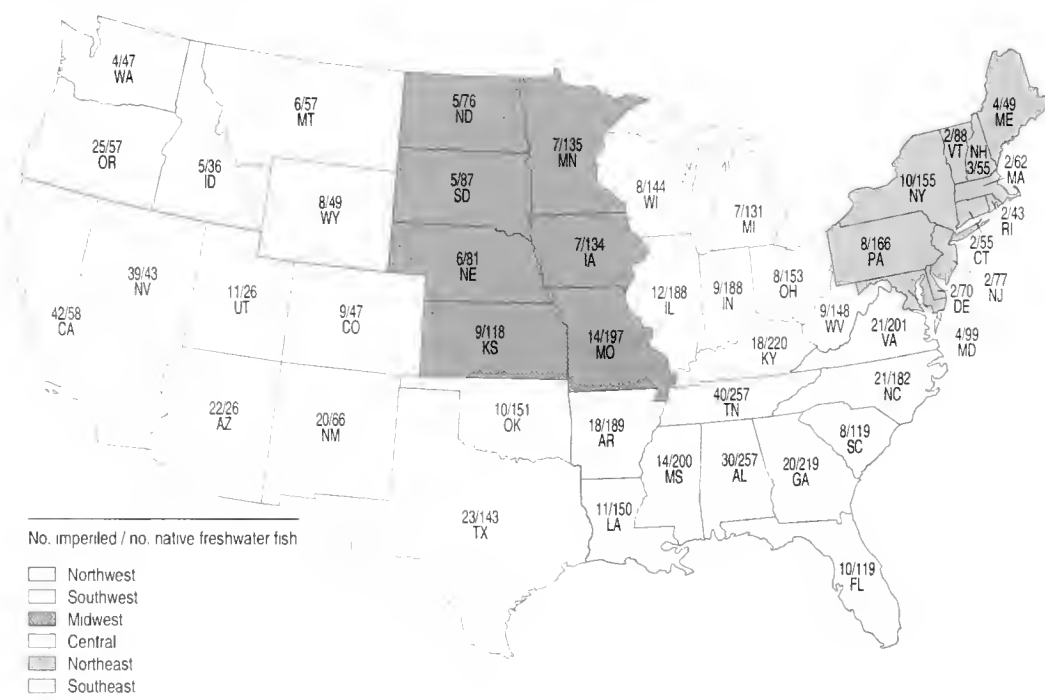 4/47
WA
6/57
MT
5/76
ND
7/135
MN
4/49
ME
25/57
OR
5/36
ID
8/49
WY
5/87
SD
8/144
WI
7/131
MI
10/155
NY
2/88
VT
NH
3/55
2/62
MA
2/43
RI
2/55
CT
2/77
NJ
39/43
NV
42/58
CA
11/26
UT
9/47
CO
6/81
NE
7/134
IA
12/188
IL
9/188
IN
8/153
OH
8/166
PA
2/70
DE
4/99
MD
9/148
WV
21/201
VA
9/118
KS
14/197
MO
18/220
KY
21/182
NC
22/26
AZ
20/66
NM
10/151
OK
18/189
AR
40/257
TN
8/119
SC
23/143
TX
11/150
LA
14/200
MS
30/257
AL
20/219
GA
10/119
FL
No. imperiled / no. native freshwater fish
Northwest
Southwest
Midwest
Central
Northeast
Southeast